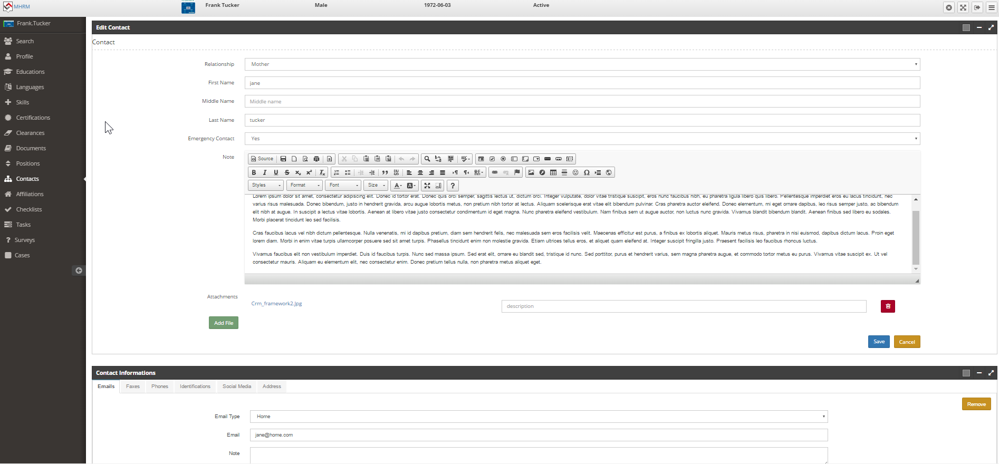 MHRM
Frank Tucker Male 1972-06-03 Active
Frank.Tucker
Search
Profile
Educations
Languages
Skills
Certifications
Clearances
Documents
Positions
Contacts
Affiliations
Checklists
Tasks
? Surveys
Cases
Edit Contact
Contact
Relationship Mother
First Name jane
Middle Name Middle name
Last Name tucker
Emergency Contact Yes
Note
Source
B I U S x₂ x² Tx
Styles Format Font Size A A ?
Lorem ipsum dolor sit amet, consectetur adipiscing elit. Donec id tortor erat. Donec quis orci semper, sagittis lectus ut, dictum orci. Integer vulputate, dolor vitae tristique suscipit, eros nunc faucibus nibh, eu pharetra ligula libero quis libero. Pellentesque imperdiet eros eu lacus tincidunt, nec
varius risus malesuada. Donec bibendum, justo in hendrerit gravida, arcu augue lobortis metus, non pretium nibh tortor at lectus. Aliquam scelerisque erat vitae elit bibendum pulvinar. Cras pharetra auctor eleifend. Donec elementum, mi eget ornare dapibus, leo risus semper justo, ac bibendum
elit nibh at augue. In suscipit a lectus vitae lobortis. Aenean at libero vitae justo consectetur condimentum id eget magna. Nunc pharetra eleifend vestibulum. Nam finibus sem ut augue auctor, non luctus nunc gravida. Vivamus blandit bibendum blandit. Aenean finibus sed libero eu sodales.
Morbi placerat tincidunt leo sed facilisis.
Cras faucibus lacus vel nibh dictum pellentesque. Nulla venenatis, mi id dapibus pretium, diam sem hendrerit felis, nec malesuada sem eros facilisis velit. Maecenas efficitur est purus, a finibus ex lobortis aliquet. Mauris metus risus, pharetra in nisi euismod, dapibus dictum lacus. Proin eget
lorem diam. Morbi in enim vitae turpis ullamcorper posuere sed sit amet turpis. Phasellus tincidunt enim non molestie gravida. Etiam ultrices tellus eros, et aliquet quam eleifend at. Integer suscipit fringilla justo. Praesent facilisis leo faucibus rhoncus luctus.
Vivamus faucibus elit non vestibulum imperdiet. Duis id faucibus turpis. Nunc sed massa ipsum. Sed erat elit, ornare eu blandit sed, tristique id nunc. Sed porttitor, purus et hendrerit varius, sem magna pharetra augue, et commodo tortor metus eu purus. Vivamus vitae suscipit ex. Ut vel
consectetur mauris. Aliquam eu elementum elit, nec consectetur enim. Donec pretium tellus nulla, non pharetra metus aliquet eget.
Attachments
Crm_framework2.jpg description
Add File
Save Cancel
Contact Informations
Emails Faxes Phones Identifications Social Media Address
Remove
Email Type Home
Email jane@home.com
Note